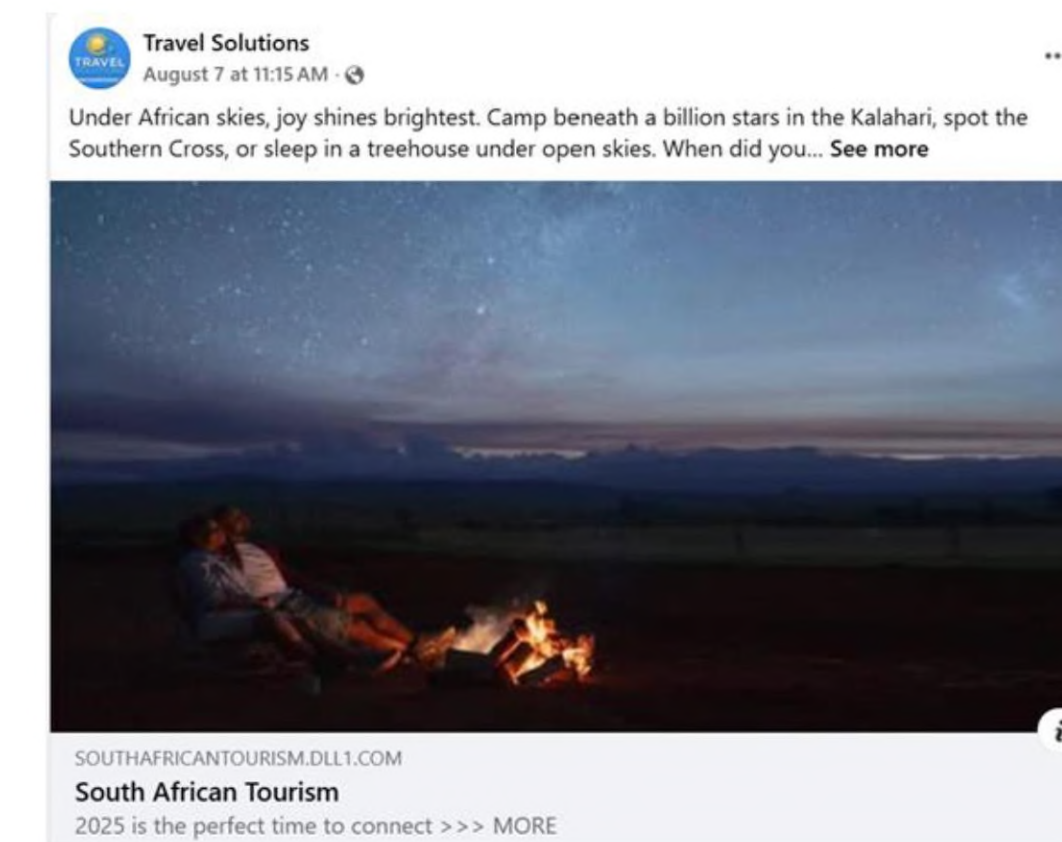 TRAVEL
Travel Solutions
August 7 at 11:15 AM ·
Under African skies, joy shines brightest. Camp beneath a billion stars in the Kalahari, spot the
Southern Cross, or sleep in a treehouse under open skies. When did you... See more
SOUTHAFRICANTOURISM.DLL1.COM
South African Tourism
2025 is the perfect time to connect >>> MORE